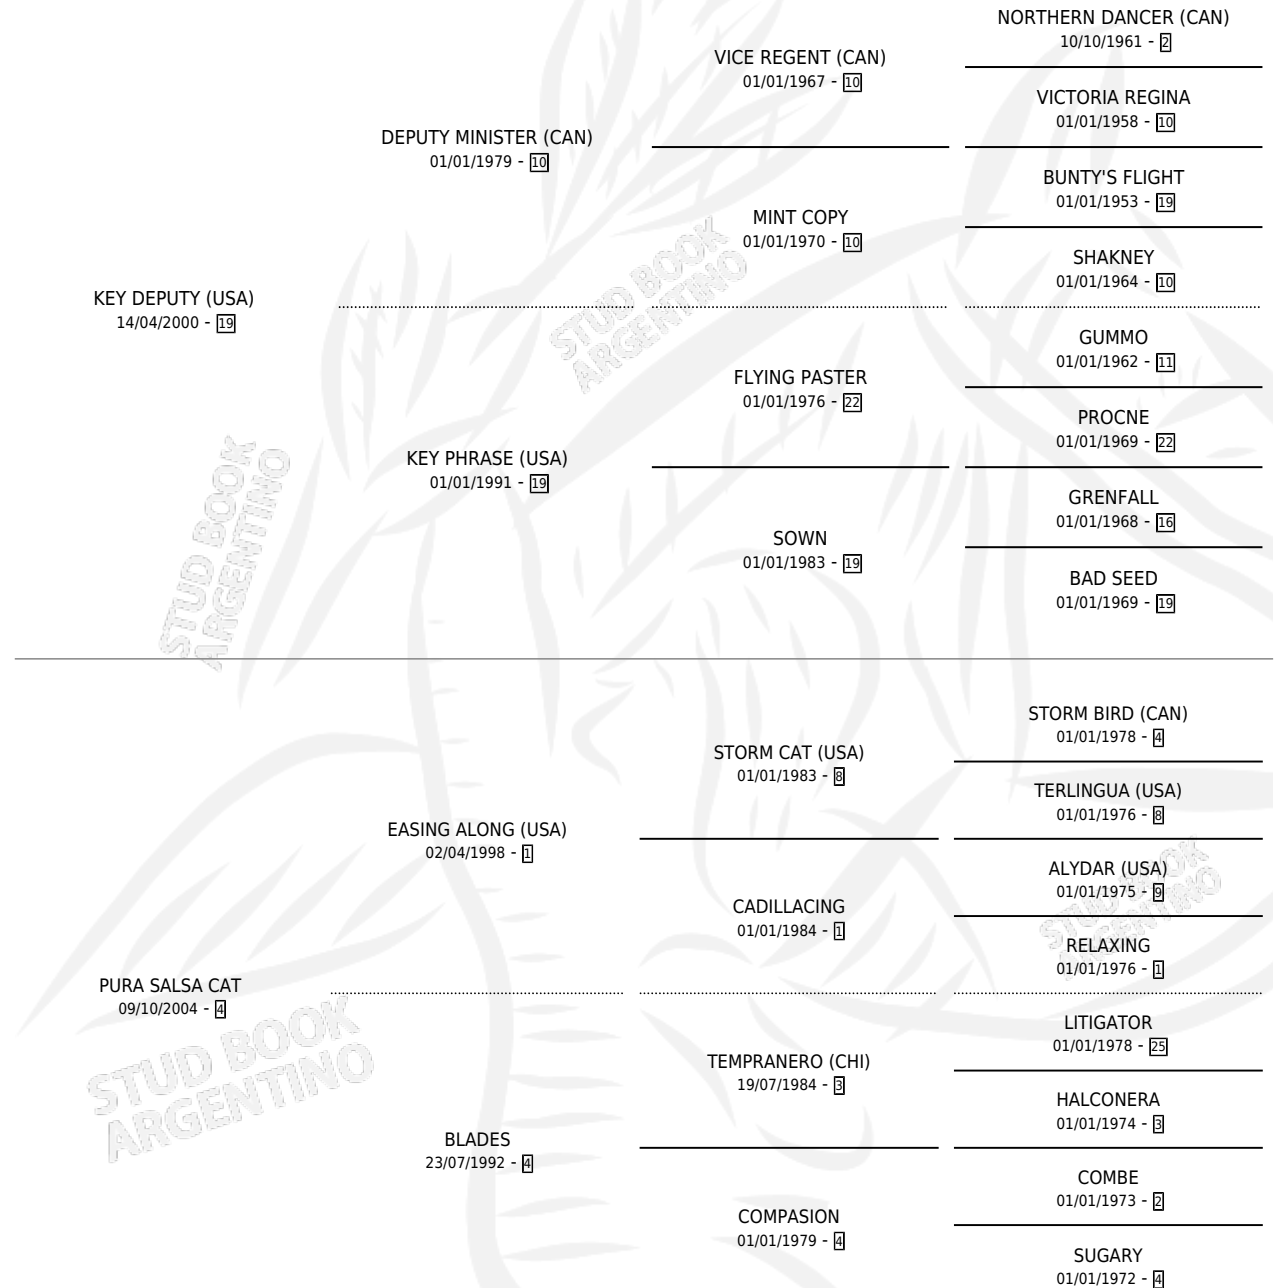 NORTHERN DANCER (CAN)
10/10/1961 - 2
VICE REGENT (CAN)
01/01/1967 - 10
VICTORIA REGINA
01/01/1958 - 10
DEPUTY MINISTER (CAN)
01/01/1979 - 10
BUNTY'S FLIGHT
01/01/1953 - 19
MINT COPY
01/01/1970 - 10
SHAKNEY
01/01/1964 - 10
KEY DEPUTY (USA)
14/04/2000 - 19
GUMMO
01/01/1962 - 11
FLYING PASTER
01/01/1976 - 22
PROCNE
01/01/1969 - 22
KEY PHRASE (USA)
01/01/1991 - 19
GRENFALL
01/01/1968 - 16
SOWN
01/01/1983 - 19
BAD SEED
01/01/1969 - 19
STUD BOOK
ARGENTINO
STUD BOOK
ARGENTINO
STORM BIRD (CAN)
01/01/1978 - 4
STORM CAT (USA)
01/01/1983 - 8
TERLINGUA (USA)
01/01/1976 - 8
EASING ALONG (USA)
02/04/1998 - 1
ALYDAR (USA)
01/01/1975 - 9
CADILLACING
01/01/1984 - 1
RELAXING
01/01/1976 - 1
PURA SALSA CAT
09/10/2004 - 4
LITIGATOR
01/01/1978 - 25
TEMPRANERO (CHI)
19/07/1984 - 3
HALCONERA
01/01/1974 - 3
BLADES
23/07/1992 - 4
COMBE
01/01/1973 - 2
COMPASION
01/01/1979 - 4
SUGARY
01/01/1972 - 4
STUD BOOK
ARGENTINO
STUD BOOK
ARGENTINO